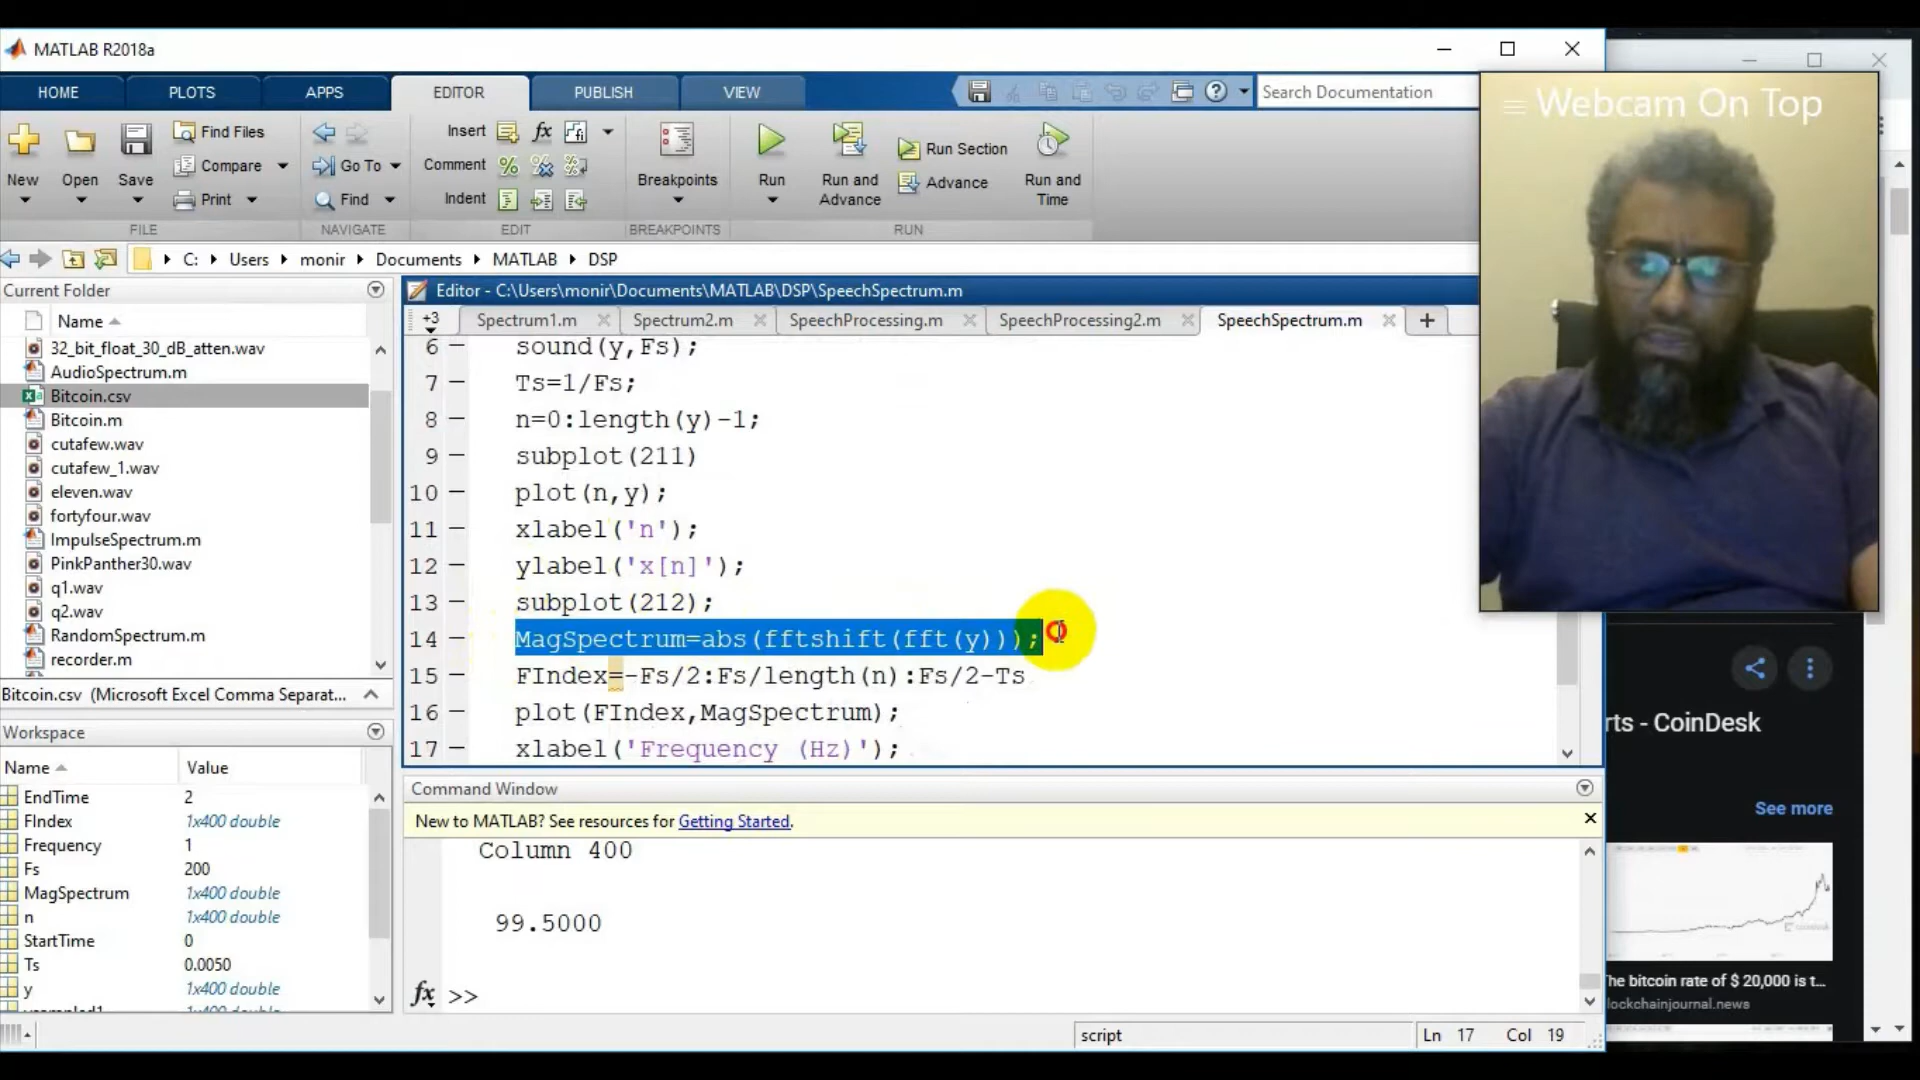 MATLAB R2018a
HOME PLOTS APPS EDITOR PUBLISH VIEW
Search Documentation
New Open Save
Find Files
Compare
Print
FILE
Go To
Find
NAVIGATE
Insert
Comment
Indent
EDIT
Breakpoints
BREAKPOINTS
Run
Run and Advance
Run Section
Advance
Run and Time
RUN
C: Users monir Documents MATLAB DSP
Current Folder
Name
32_bit_float_30_dB_atten.wav
AudioSpectrum.m
Bitcoin.csv
Bitcoin.m
cutafew.wav
cutafew_1.wav
eleven.wav
fortyfour.wav
ImpulseSpectrum.m
PinkPanther30.wav
q1.wav
q2.wav
RandomSpectrum.m
recorder.m
Bitcoin.csv (Microsoft Excel Comma Separat...
Workspace
Name Value
EndTime 2
FIndex 1x400 double
Frequency 1
Fs 200
MagSpectrum 1x400 double
n 1x400 double
StartTime 0
Ts 0.0050
y 1x400 double
Editor - C:\Users\monir\Documents\MATLAB\DSP\SpeechSpectrum.m
+3 Spectrum1.m Spectrum2.m SpeechProcessing.m SpeechProcessing2.m SpeechSpectrum.m +
6 sound(y,Fs);
7 Ts=1/Fs;
8 n=0:length(y)-1;
9 subplot(211)
10 plot(n,y);
11 xlabel('n');
12 ylabel('x[n]');
13 subplot(212);
14 MagSpectrum=abs(fftshift(fft(y)));
15 FIndex=-Fs/2:Fs/length(n):Fs/2-Ts
16 plot(FIndex,MagSpectrum);
17 xlabel('Frequency (Hz)');
Command Window
New to MATLAB? See resources for Getting Started.
Column 400
99.5000
fx >>
script Ln 17 Col 19
Webcam On Top
rts - CoinDesk
See more
The bitcoin rate of $ 20,000 is t...
lockchainjournal.news